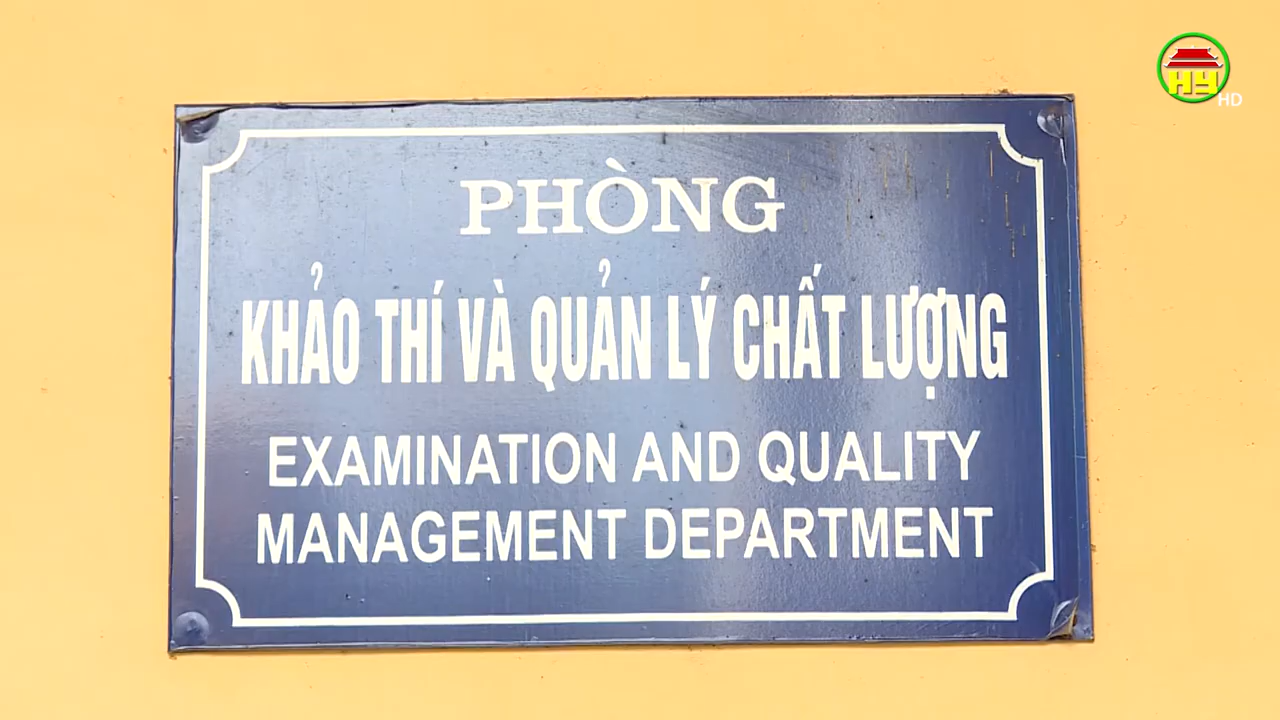 HY
HD
PHÒNG
KHẢO THÍ VÀ QUẢN LÝ CHẤT LƯỢNG
EXAMINATION AND QUALITY
MANAGEMENT DEPARTMENT